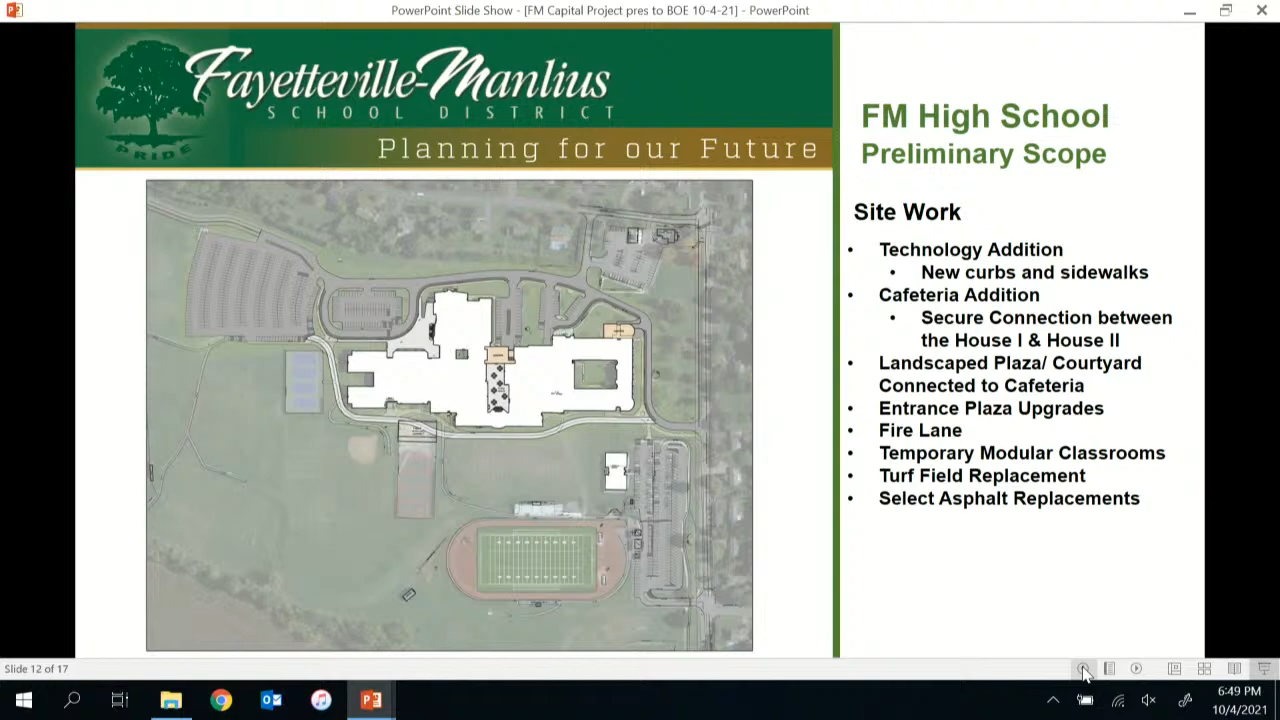 PowerPoint Slide Show - [FM Capital Project pres to BOE 10-4-21] - PowerPoint
Fayetteville-Manlius
SCHOOL DISTRICT
PRIDE
Planning for our Future
FM High School
Preliminary Scope
Site Work
• Technology Addition
• New curbs and sidewalks
• Cafeteria Addition
• Secure Connection between
the House I & House II
• Landscaped Plaza/ Courtyard
Connected to Cafeteria
• Entrance Plaza Upgrades
• Fire Lane
• Temporary Modular Classrooms
• Turf Field Replacement
• Select Asphalt Replacements
Slide 12 of 17
6:49 PM
10/4/2021